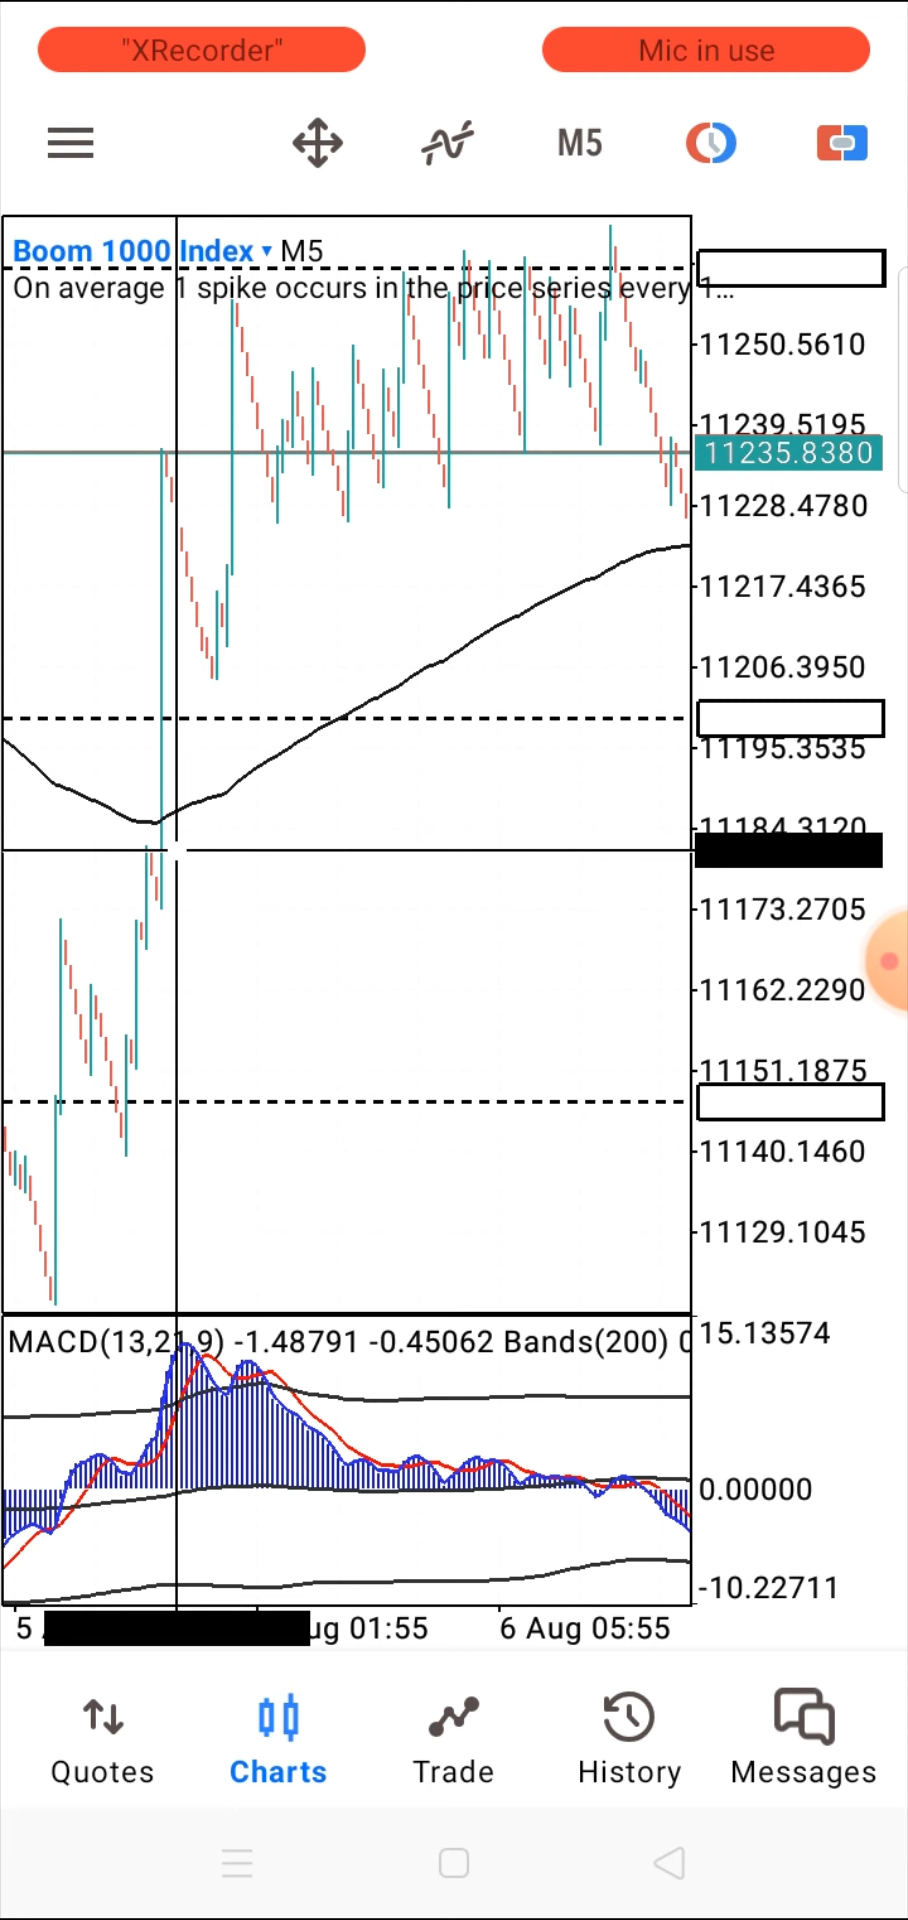 "XRecorder" Mic in use
M5
Boom 1000 Index ▾ M5
On average 1 spike occurs in the price series every 1...
11250.5610
11239.5195
11235.8380
11228.4780
11217.4365
11206.3950
11195.3535
11184.3120
11173.2705
11162.2290
11151.1875
11140.1460
11129.1045
MACD(13,21,9) -1.48791 -0.45062 Bands(200) 0
15.13574
0.00000
-10.22711
5 ug 01:55 6 Aug 05:55
Quotes Charts Trade History Messages